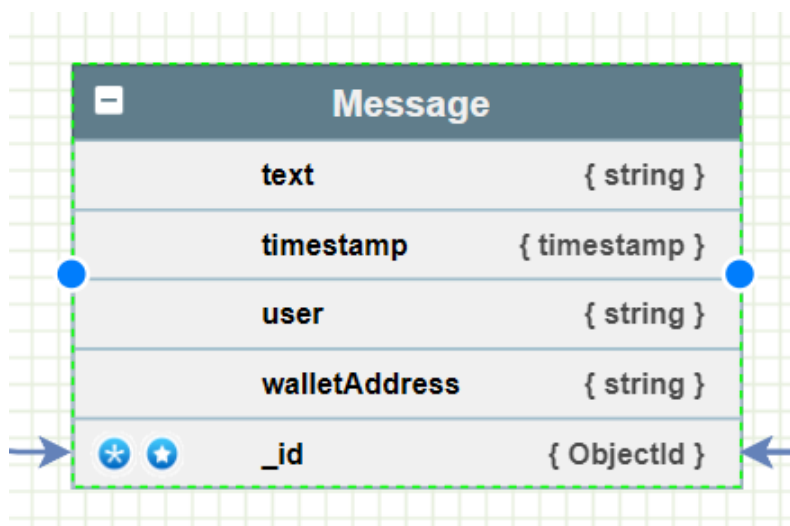 Message
text { string }
timestamp { timestamp }
user { string }
walletAddress { string }
_id { ObjectId }